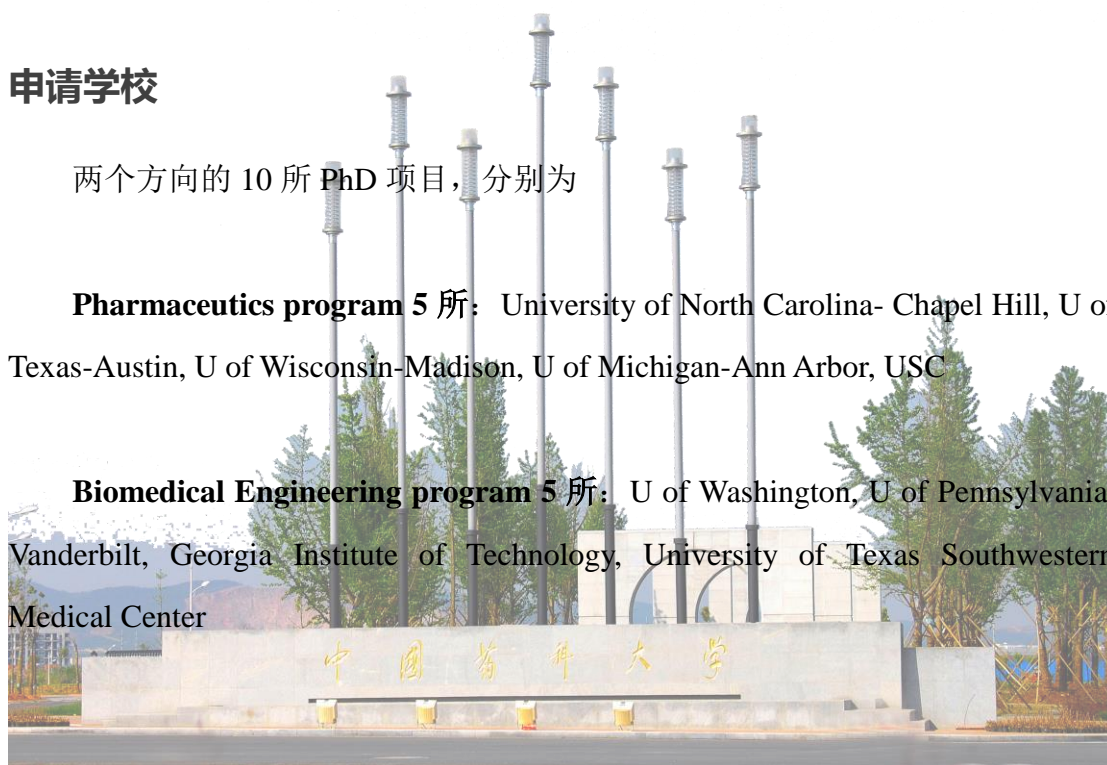 申请学校
两个方向的 10 所 PhD 项目，分别为
Pharmaceutics program 5 所：University of North Carolina- Chapel Hill, U of
Texas-Austin, U of Wisconsin-Madison, U of Michigan-Ann Arbor, USC
Biomedical Engineering program 5 所：U of Washington, U of Pennsylvania
Vanderbilt, Georgia Institute of Technology, University of Texas Southwestern
Medical Center
中國药科大学